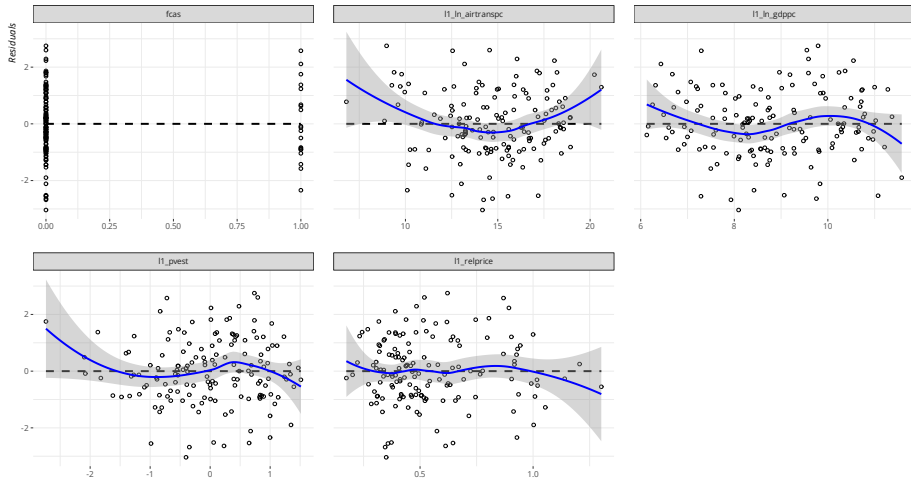 fcas
l1_ln_airtranspc
l1_ln_gdppc
Residuals
2
0
-2
0.00 0.25 0.50 0.75 1.00
10 15 20
6 8 10
l1_pvest
l1_relprice
2
0
-2
-2 -1 0 1
0.5 1.0